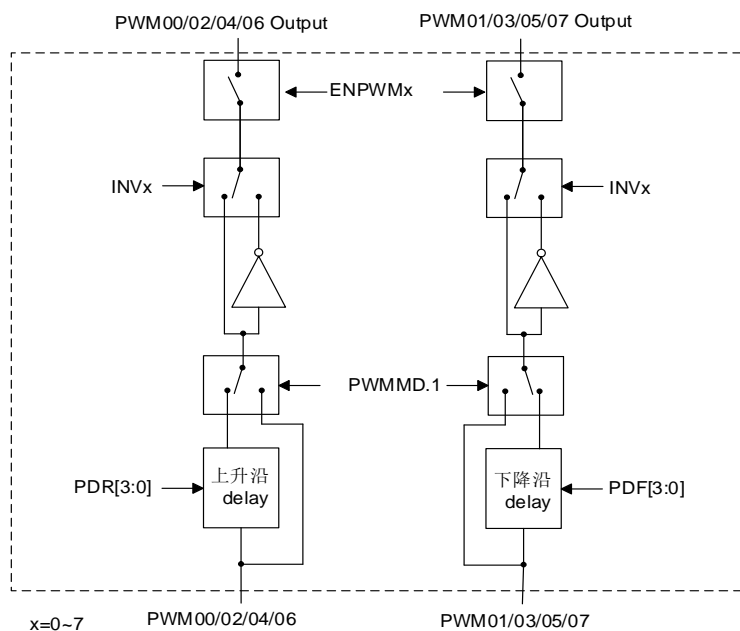 PWM00/02/04/06 Output
PWM01/03/05/07 Output
ENPWMx
INVx
INVx
PWMMD.1
PDR[3:0]
上升沿
delay
下降沿
delay
PDF[3:0]
x=0~7
PWM00/02/04/06
PWM01/03/05/07